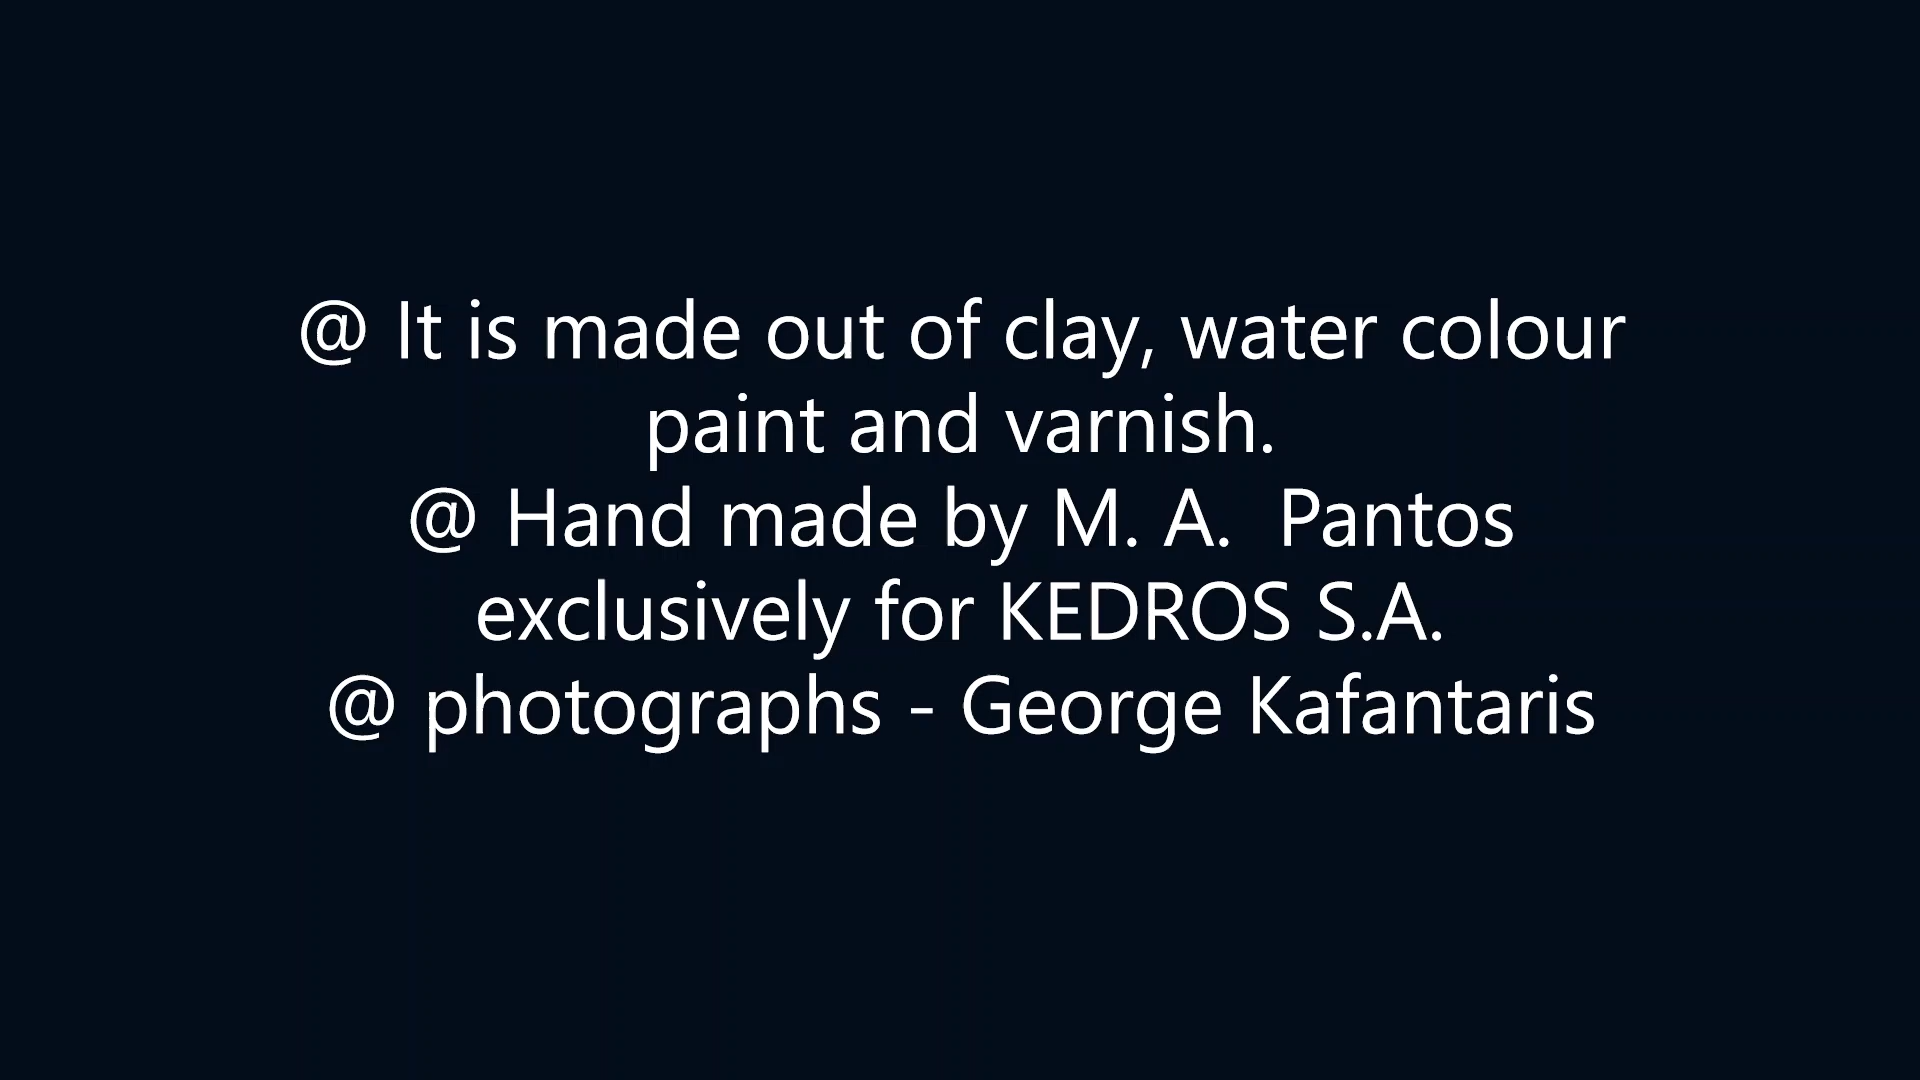 @ It is made out of clay, water colour
paint and varnish.
@ Hand made by M. A.  Pantos
exclusively for KEDROS S.A.
@ photographs - George Kafantaris